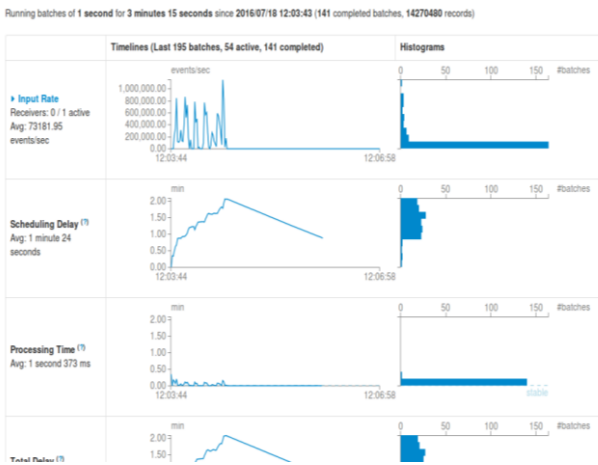 Running batches of 1 second for 3 minutes 15 seconds since 2016/07/18 12:03:43 (141 completed batches, 14270480 records)
Timelines (Last 195 batches, 54 active, 141 completed) Histograms
Input Rate
Receivers: 0 / 1 active
Avg: 73181.95
events/sec
events/sec
1,000,000.00
800,000.00
600,000.00
400,000.00
200,000.00
0.00
12:03:44 12:06:58
0 50 100 150 #batches
Scheduling Delay (?)
Avg: 1 minute 24
seconds
min
2.00
1.50
1.00
0.50
0.00
12:03:44 12:06:58
0 50 100 150 #batches
Processing Time (?)
Avg: 1 second 373 ms
min
2.00
1.50
1.00
0.50
0.00
12:03:44 12:06:58
0 50 100 150 #batches
stable
Total Delay (?)
min
2.00
1.50
0 50 100 150 #batches